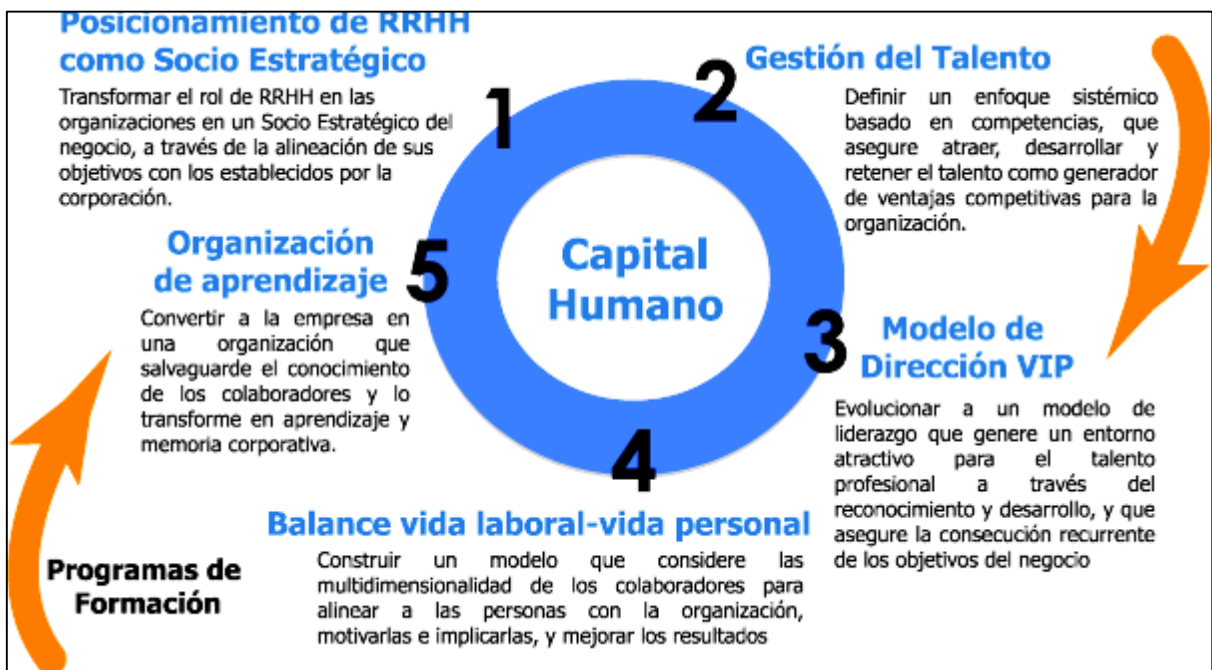 Posicionamiento de RRHH
como Socio Estratégico
1
Transformar el rol de RRHH en las
organizaciones en un Socio Estratégico del
negocio, a través de la alineación de sus
objetivos con los establecidos por la
corporación.
2
Gestión del Talento
Definir un enfoque sistémico
basado en competencias, que
asegure atraer, desarrollar y
retener el talento como generador
de ventajas competitivas para la
organización.
Capital
Humano
3
Modelo de
Dirección VIP
Evolucionar a un modelo de
liderazgo que genere un entorno
atractivo para el talento
profesional a través del
reconocimiento y desarrollo, y que
asegure la consecución recurrente
de los objetivos del negocio
4
Balance vida laboral-vida personal
Construir un modelo que considere las
multidimensionalidad de los colaboradores para
alinear a las personas con la organización,
motivarlas e implicarlas, y mejorar los resultados
Organización
de aprendizaje
5
Convertir a la empresa en
una organización que
salvaguarde el conocimiento
de los colaboradores y lo
transforme en aprendizaje y
memoria corporativa.
Programas de
Formación